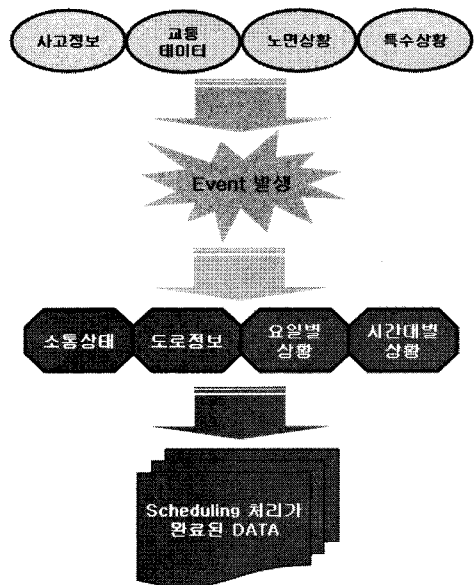 사고정보
교통
데이터
노면상황
특수상황
Event 발생
소통상태
도로정보
요일별
상황
시간대별
상황
Scheduling 처리가
완료된 DATA